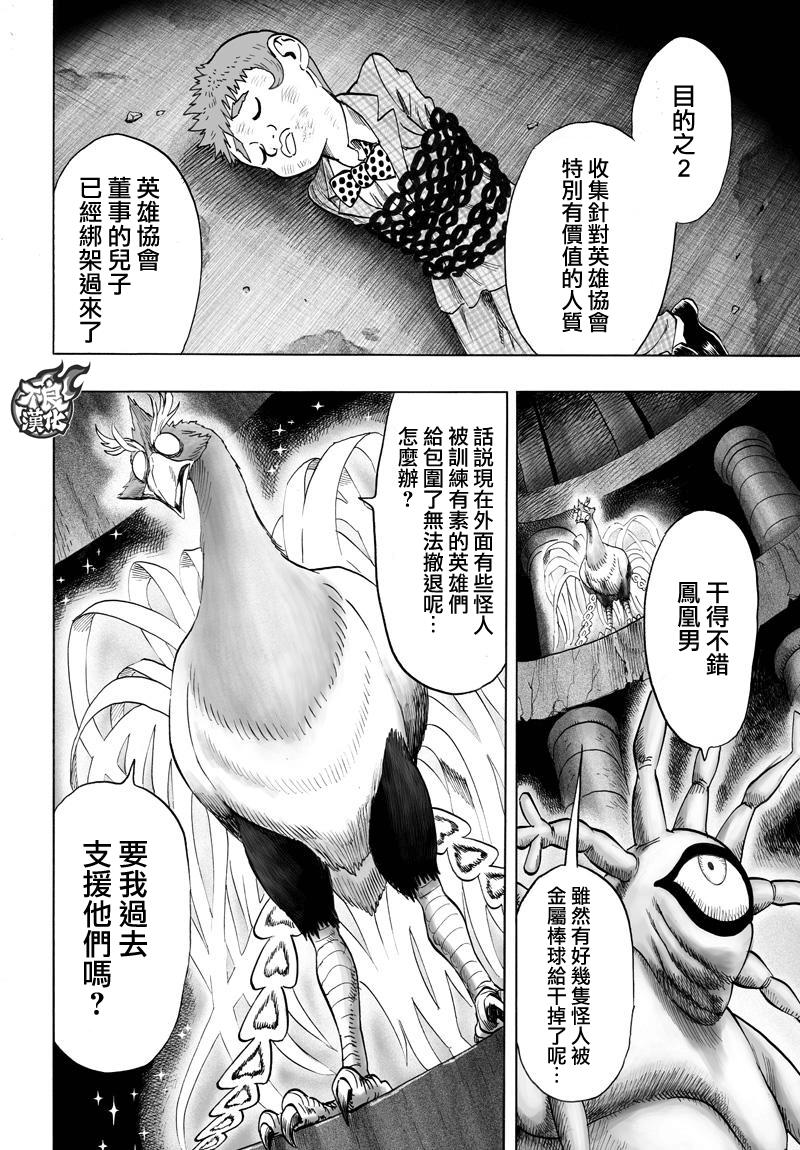 目的之2
收集針對英雄協會
特別有價值的人質
英雄協會
董事的兒子
已經綁架過來了
干得不錯
鳳凰男
雖然有好幾隻怪人被
金屬棒球給干掉了呢…
話説現在外面有些怪人
被訓練有素的英雄們
給包圍了無法撤退呢…
怎麼辦?
要我過去
支援他們嗎?
大狼
漢化